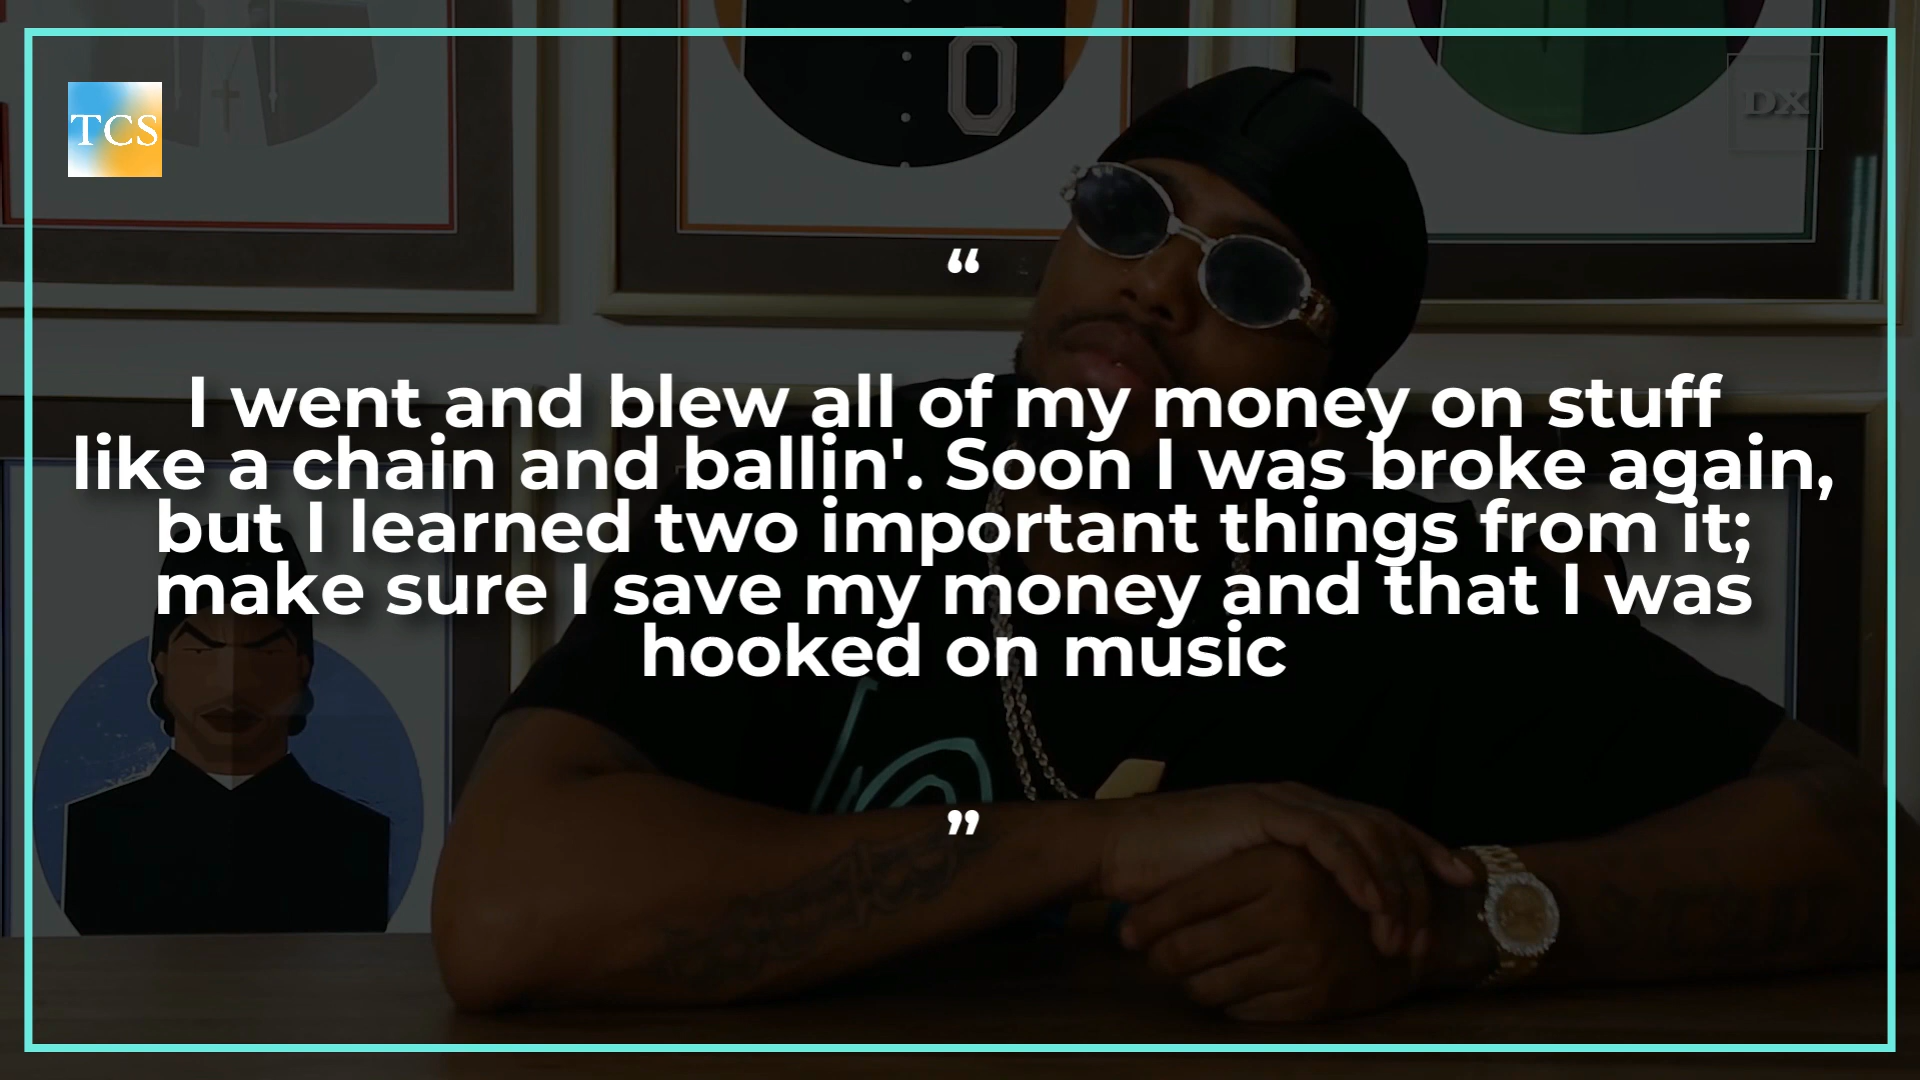 TCS
DX
O
“
I went and blew all of my money on stuff
like a chain and ballin'. Soon I was broke again,
but I learned two important things from it;
make sure I save my money and that I was
hooked on music
”